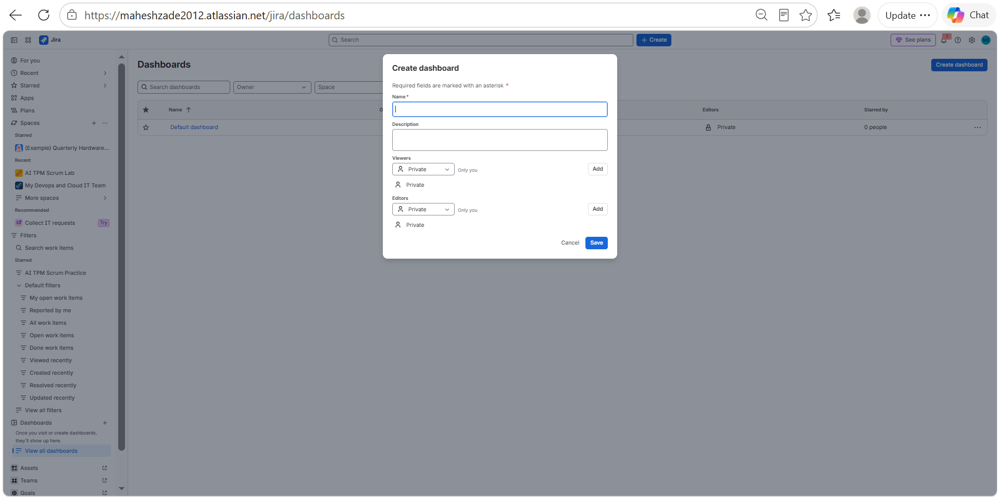 https://maheshzade2012.atlassian.net/jira/dashboards
Update
Chat
Jira
Search
Create
See plans
1
MZ
For you
Recent
Starred
Apps
Plans
Spaces
Starred
(Example) Quarterly Hardware...
Recent
AI TPM Scrum Lab
My Devops and Cloud IT Team
More spaces
Recommended
Collect IT requests
Try
Filters
Search work items
Starred
AI TPM Scrum Practice
Default filters
My open work items
Reported by me
All work items
Open work items
Done work items
Viewed recently
Created recently
Resolved recently
Updated recently
View all filters
Dashboards
Once you visit or create dashboards,
they'll show up here.
View all dashboards
Assets
Teams
Goals
Dashboards
Create dashboard
Search dashboards
Owner
Space
Name
O
Editors
Starred by
Default dashboard
Private
0 people
Create dashboard
Required fields are marked with an asterisk *
Name *
Description
Viewers
Private
Only you
Add
Private
Editors
Private
Only you
Add
Private
Cancel
Save